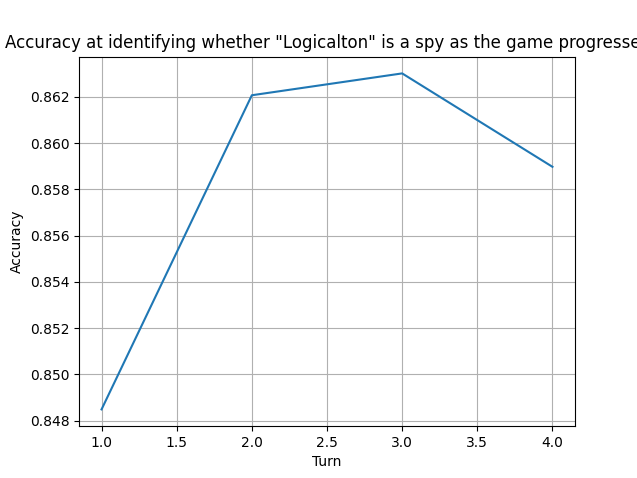 Accuracy at identifying whether "Logicalton" is a spy as the game progresse
0.862
0.860
0.858
0.856
0.854
0.852
0.850
0.848
Accuracy
1.0 1.5 2.0 2.5 3.0 3.5 4.0
Turn